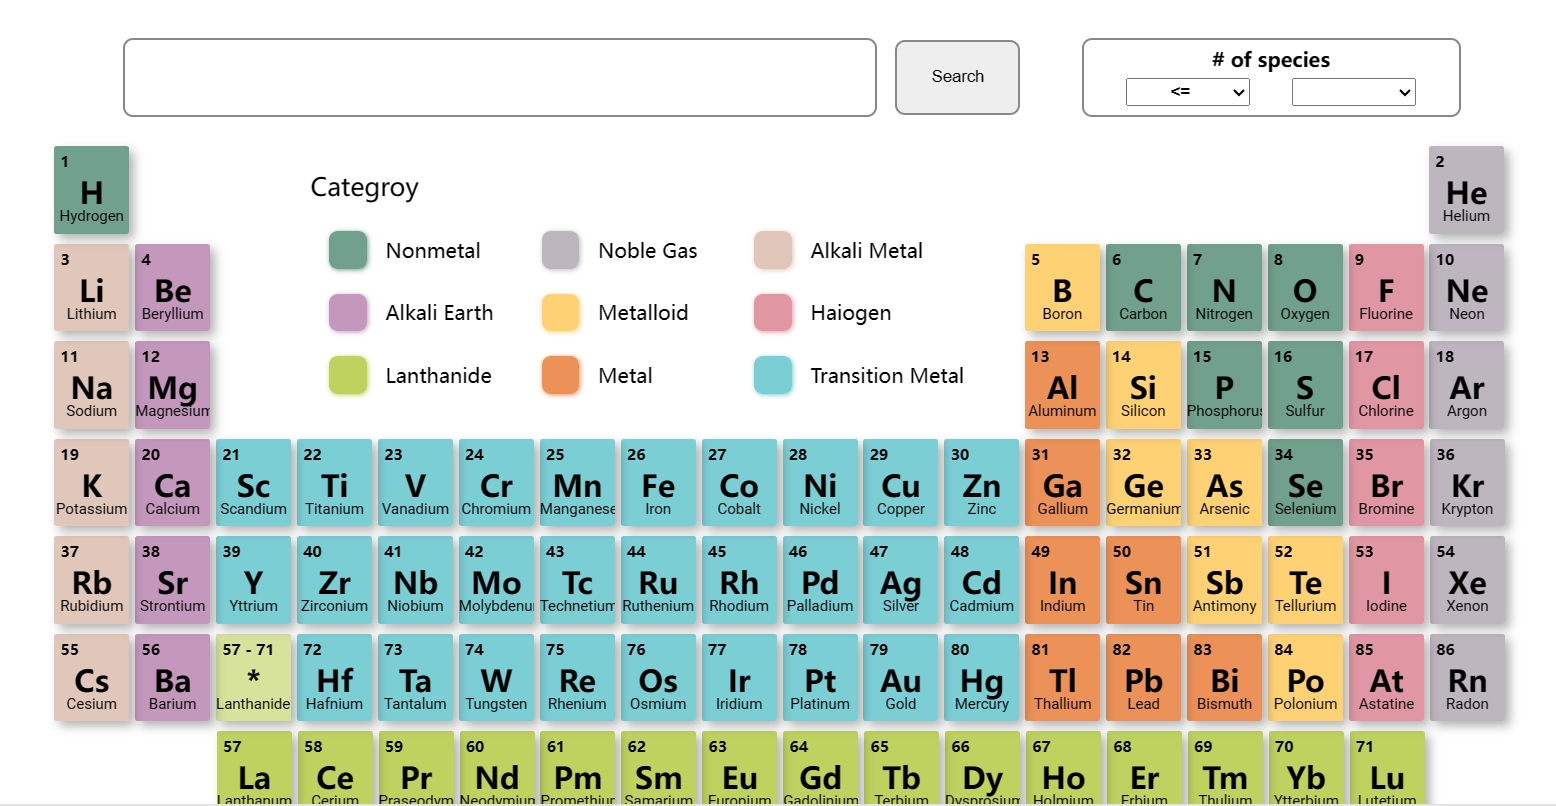 Search
# of species
<=
1
H
Hydrogen
2
He
Helium
Categroy
Nonmetal
Noble Gas
Alkali Metal
Alkali Earth
Metalloid
Haiogen
Lanthanide
Metal
Transition Metal
3
Li
Lithium
4
Be
Beryllium
5
B
Boron
6
C
Carbon
7
N
Nitrogen
8
O
Oxygen
9
F
Fluorine
10
Ne
Neon
11
Na
Sodium
12
Mg
Magnesium
13
Al
Aluminum
14
Si
Silicon
15
P
Phosphorus
16
S
Sulfur
17
Cl
Chlorine
18
Ar
Argon
19
K
Potassium
20
Ca
Calcium
21
Sc
Scandium
22
Ti
Titanium
23
V
Vanadium
24
Cr
Chromium
25
Mn
Manganese
26
Fe
Iron
27
Co
Cobalt
28
Ni
Nickel
29
Cu
Copper
30
Zn
Zinc
31
Ga
Gallium
32
Ge
Germanium
33
As
Arsenic
34
Se
Selenium
35
Br
Bromine
36
Kr
Krypton
37
Rb
Rubidium
38
Sr
Strontium
39
Y
Yttrium
40
Zr
Zirconium
41
Nb
Niobium
42
Mo
Molybdenu
43
Tc
Technetium
44
Ru
Ruthenium
45
Rh
Rhodium
46
Pd
Palladium
47
Ag
Silver
48
Cd
Cadmium
49
In
Indium
50
Sn
Tin
51
Sb
Antimony
52
Te
Tellurium
53
I
Iodine
54
Xe
Xenon
55
Cs
Cesium
56
Ba
Barium
57 - 71
*
Lanthanide
72
Hf
Hafnium
73
Ta
Tantalum
74
W
Tungsten
75
Re
Rhenium
76
Os
Osmium
77
Ir
Iridium
78
Pt
Platinum
79
Au
Gold
80
Hg
Mercury
81
Tl
Thallium
82
Pb
Lead
83
Bi
Bismuth
84
Po
Polonium
85
At
Astatine
86
Rn
Radon
57
La
Lanthanum
58
Ce
Cerium
59
Pr
Praseodym
60
Nd
Neodymium
61
Pm
Promethiur
62
Sm
Samarium
63
Eu
Europium
64
Gd
Gadolinium
65
Tb
Terbium
66
Dy
Dysprosium
67
Ho
Holmium
68
Er
Erbium
69
Tm
Thulium
70
Yb
Ytterbium
71
Lu
Lutetium